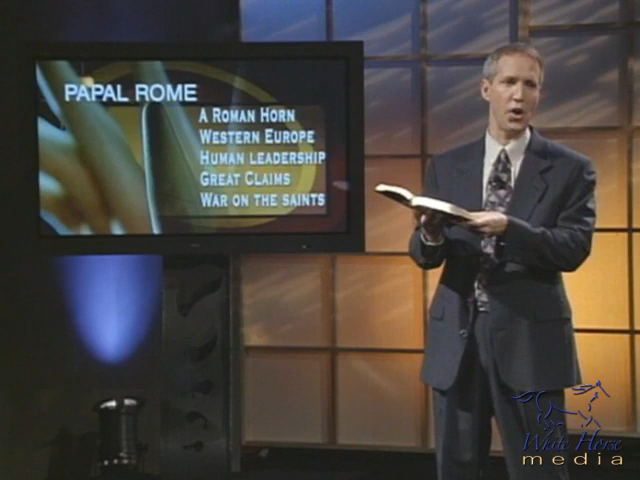 PAPAL ROME
A ROMAN HORN
WESTERN EUROPE
HUMAN LEADERSHIP
GREAT CLAIMS
WAR ON THE SAINTS
White Horse
media